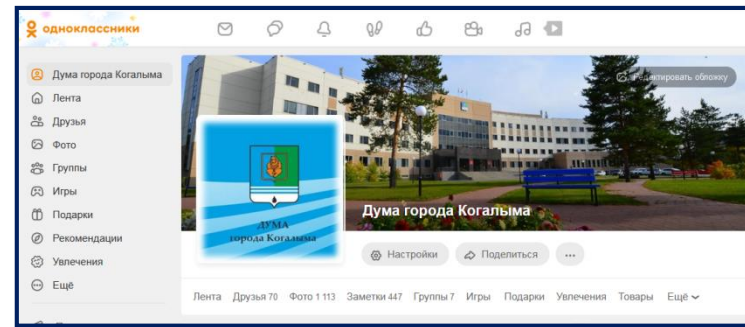 одноклассники
Дума города Когалыма
Лента
Друзья
Фото
Группы
Игры
Подарки
Рекомендации
Увлечения
Ещё
Редактировать обложку
ДУМА
города Когалыма
Дума города Когалыма
Настройки
Поделиться
Лента Друзья 70 Фото 1 113 Заметки 447 Группы 7 Игры Подарки Увлечения Товары Ещё